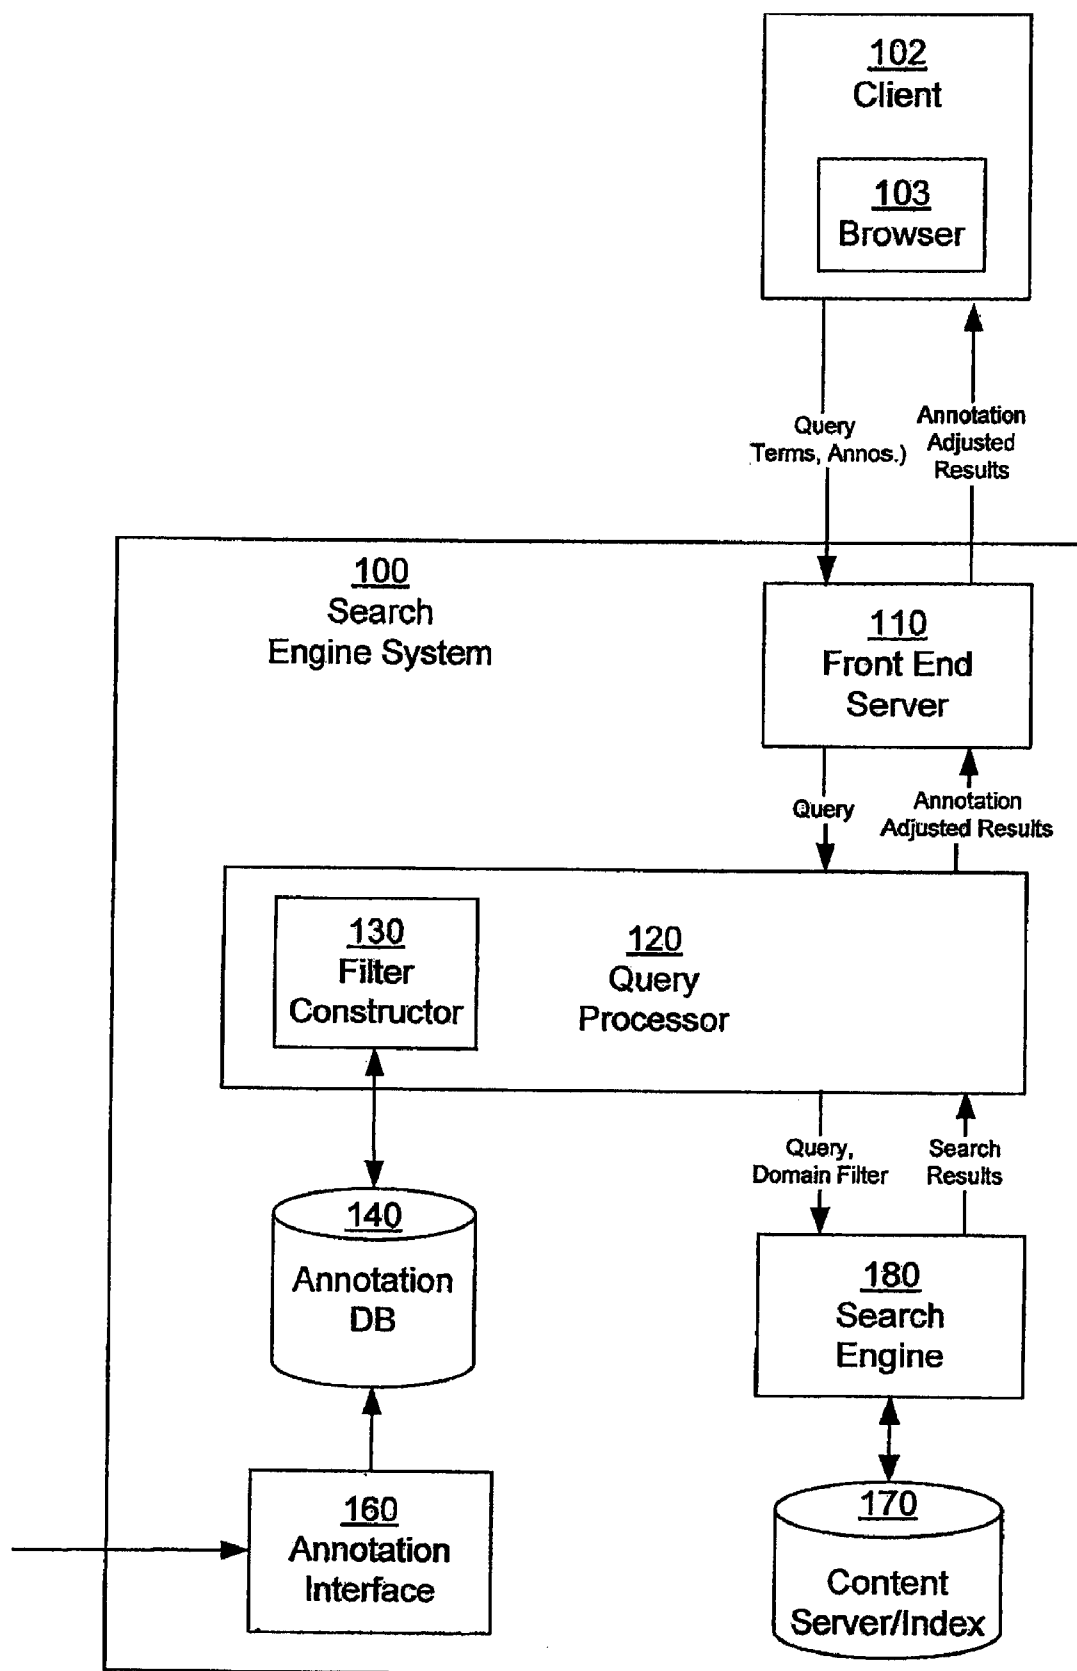 102
Client
103
Browser
Query
Terms, Annos.)
Annotation
Adjusted
Results
100
Search
Engine System
110
Front End
Server
Query
Annotation
Adjusted Results
130
Filter
Constructor
120
Query
Processor
Query,
Domain Filter
Search
Results
140
Annotation
DB
180
Search
Engine
160
Annotation
Interface
170
Content
Server/Index